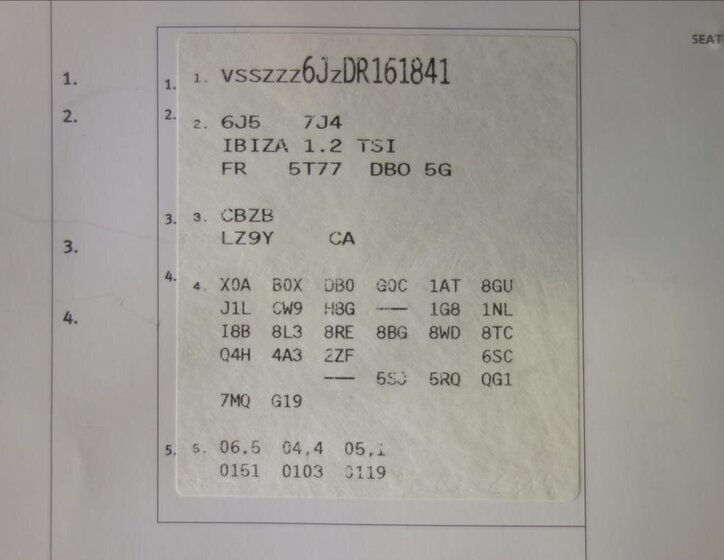 SEAT
1. 1. 1. VSSZZZ6JZDR161841
2. 2. 2. 6J5 7J4
IBIZA 1.2 TSI
FR 5T77 DBO 5G
3. 3. 3. CBZB
LZ9Y CA
4. 4. 4. X0A B0X DB0 G0C 1AT 8GU
J1L CW9 H8G --- 1G8 1NL
I8B 8L3 8RE 8BG 8WD 8TC
Q4H 4A3 2ZF 6SC
--- 5SJ 5RQ QG1
7MQ G19
5. 5. 06,5 04,4 05,1
0151 0103 0119